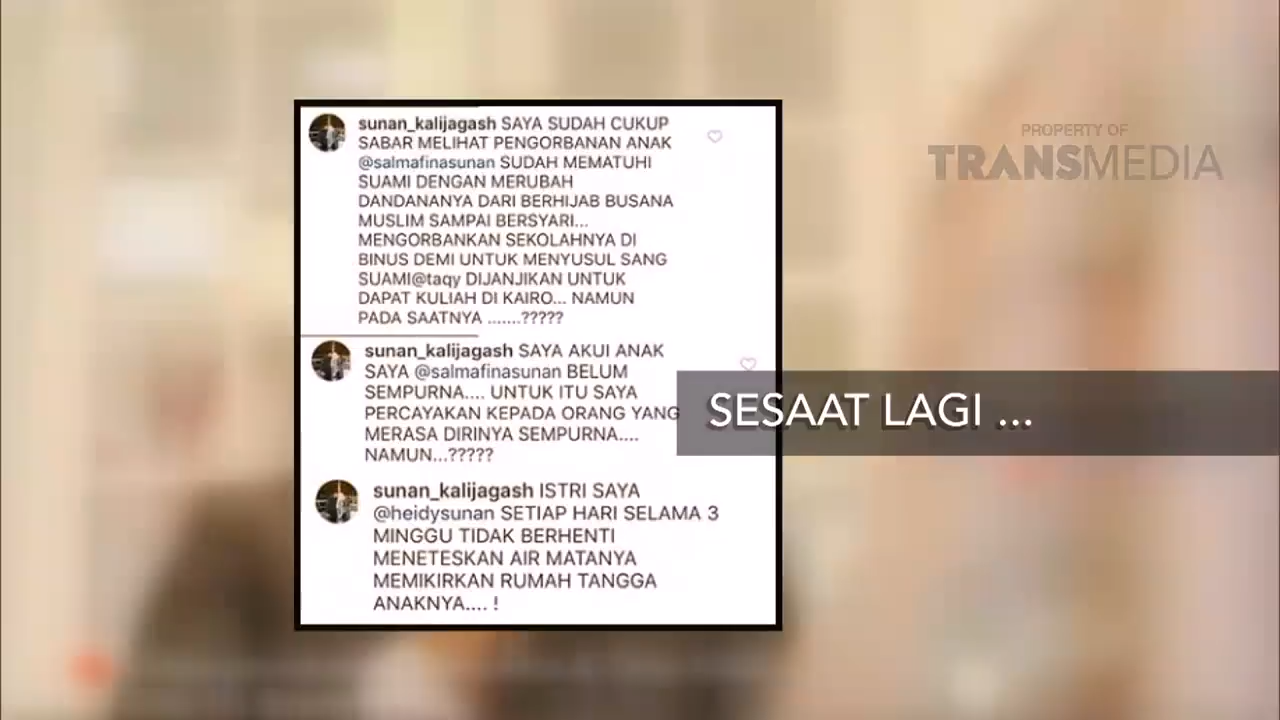 sunan_kalijagash SAYA SUDAH CUKUP
SABAR MELIHAT PENGORBANAN ANAK
@salmafinasunan SUDAH MEMATUHI
SUAMI DENGAN MERUBAH
DANDANANYA DARI BERHIJAB BUSANA
MUSLIM SAMPAI BERSYARI...
MENGORBANKAN SEKOLAHNYA DI
BINUS DEMI UNTUK MENYUSUL SANG
SUAMI@taqy DIJANJIKAN UNTUK
DAPAT KULIAH DI KAIRO... NAMUN
PADA SAATNYA .......?????
sunan_kalijagash SAYA AKUI ANAK
SAYA @salmafinasunan BELUM
SEMPURNA.... UNTUK ITU SAYA
PERCAYAKAN KEPADA ORANG YANG
MERASA DIRINYA SEMPURNA....
NAMUN...?????
sunan_kalijagash ISTRI SAYA
@heidysunan SETIAP HARI SELAMA 3
MINGGU TIDAK BERHENTI
MENETESKAN AIR MATANYA
MEMIKIRKAN RUMAH TANGGA
ANAKNYA.... !
PROPERTY OF
TRANSMEDIA
SESAAT LAGI ...